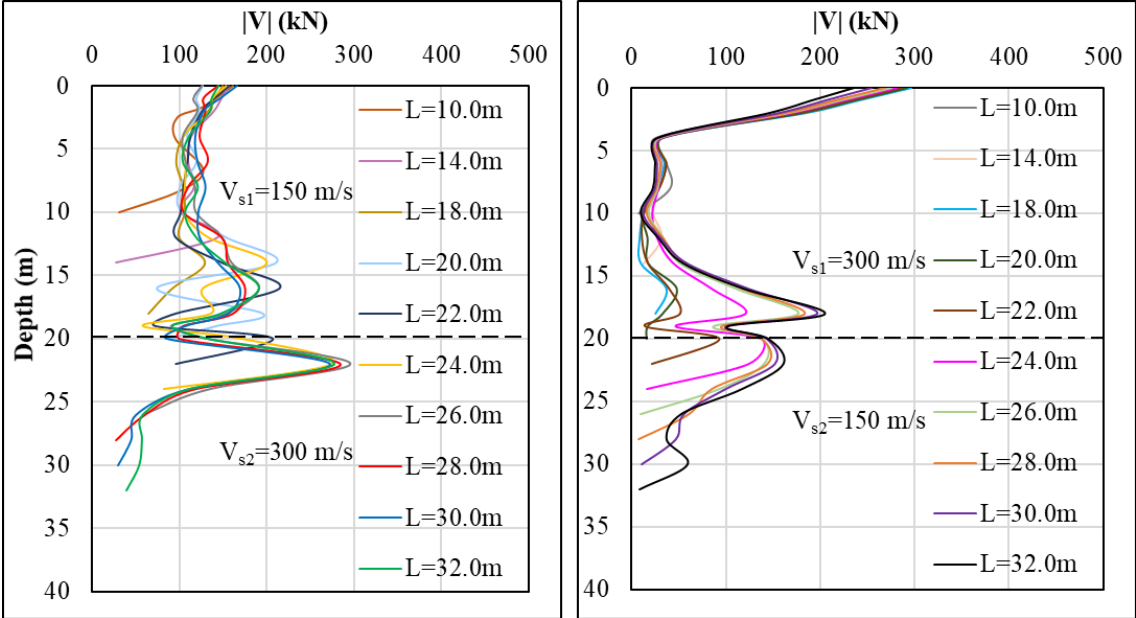 |V| (kN)
0 100 200 300 400 500
0
5
10
15
20
25
30
35
40
Depth (m)
L=10.0m
L=14.0m
L=18.0m
L=20.0m
L=22.0m
L=24.0m
L=26.0m
L=28.0m
L=30.0m
L=32.0m
Vs1=150 m/s
Vs2=300 m/s
|V| (kN)
0 100 200 300 400 500
0
5
10
15
20
25
30
35
40
L=10.0m
L=14.0m
L=18.0m
L=20.0m
L=22.0m
L=24.0m
L=26.0m
L=28.0m
L=30.0m
L=32.0m
Vs1=300 m/s
Vs2=150 m/s